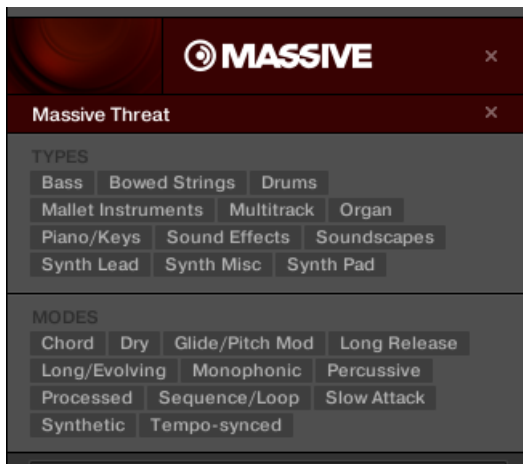 MASSIVE
Massive Threat
TYPES
Bass Bowed Strings Drums
Mallet Instruments Multitrack Organ
Piano/Keys Sound Effects Soundscapes
Synth Lead Synth Misc Synth Pad
MODES
Chord Dry Glide/Pitch Mod Long Release
Long/Evolving Monophonic Percussive
Processed Sequence/Loop Slow Attack
Synthetic Tempo-synced